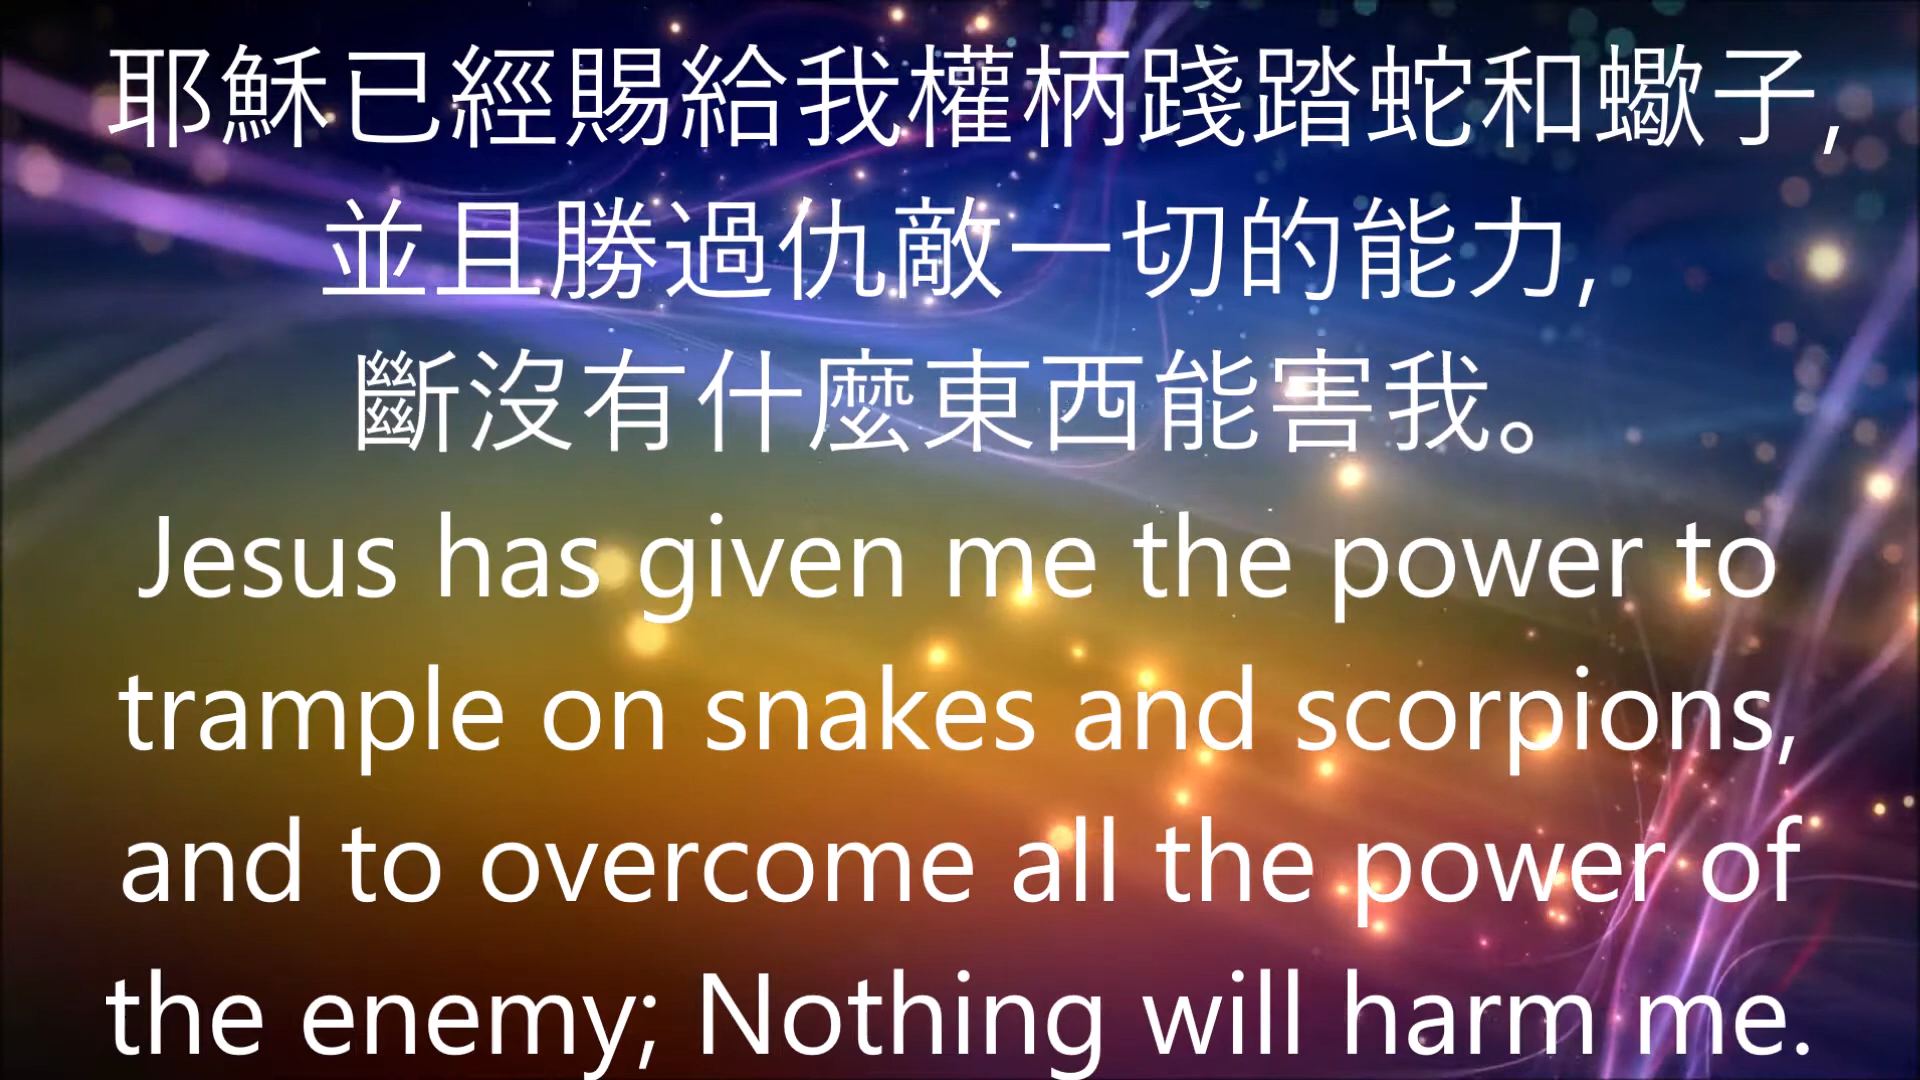 耶穌已經賜給我權柄踐踏蛇和蠍子,
並且勝過仇敵一切的能力,
斷沒有什麼東西能害我。
Jesus has given me the power to
trample on snakes and scorpions,
and to overcome all the power of
the enemy; Nothing will harm me.